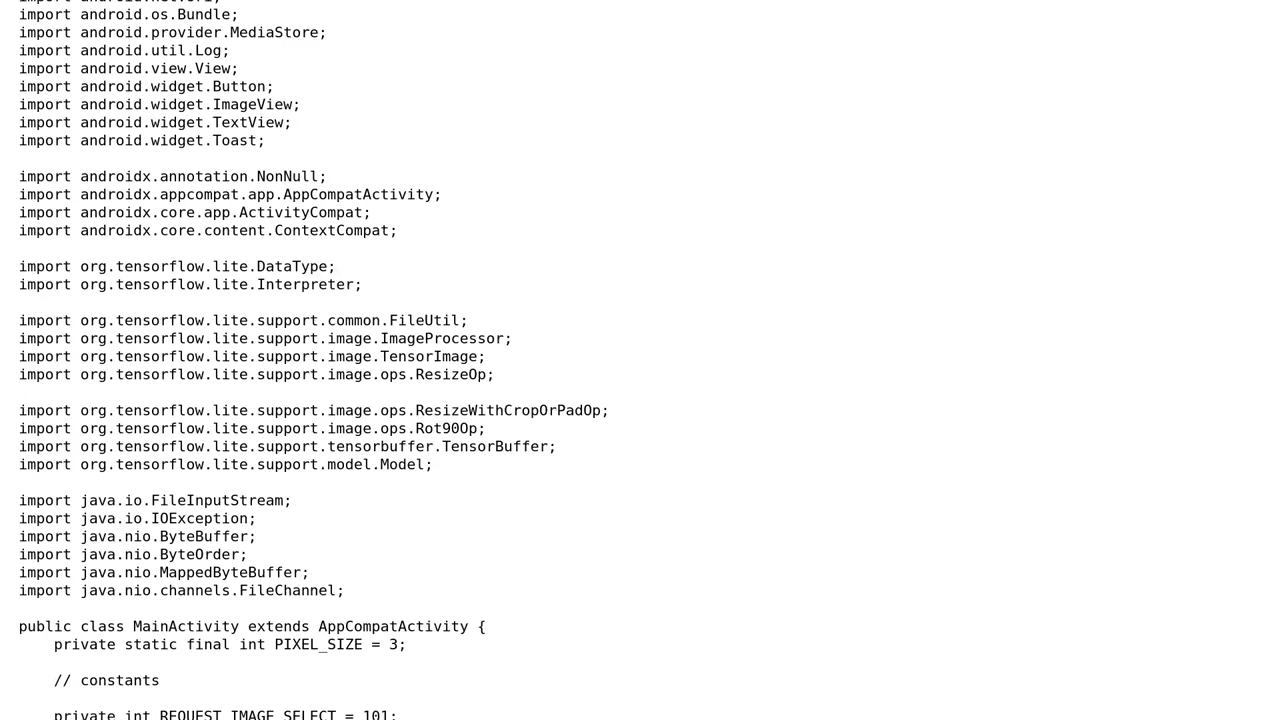 import android.os.Bundle;
import android.provider.MediaStore;
import android.util.Log;
import android.view.View;
import android.widget.Button;
import android.widget.ImageView;
import android.widget.TextView;
import android.widget.Toast;
import androidx.annotation.NonNull;
import androidx.appcompat.app.AppCompatActivity;
import androidx.core.app.ActivityCompat;
import androidx.core.content.ContextCompat;
import org.tensorflow.lite.DataType;
import org.tensorflow.lite.Interpreter;
import org.tensorflow.lite.support.common.FileUtil;
import org.tensorflow.lite.support.image.ImageProcessor;
import org.tensorflow.lite.support.image.TensorImage;
import org.tensorflow.lite.support.image.ops.ResizeOp;
import org.tensorflow.lite.support.image.ops.ResizeWithCropOrPadOp;
import org.tensorflow.lite.support.image.ops.Rot90Op;
import org.tensorflow.lite.support.tensorbuffer.TensorBuffer;
import org.tensorflow.lite.support.model.Model;
import java.io.FileInputStream;
import java.io.IOException;
import java.nio.ByteBuffer;
import java.nio.ByteOrder;
import java.nio.MappedByteBuffer;
import java.nio.channels.FileChannel;
public class MainActivity extends AppCompatActivity {
    private static final int PIXEL_SIZE = 3;
    // constants
    private int REQUEST_IMAGE_SELECT = 101;